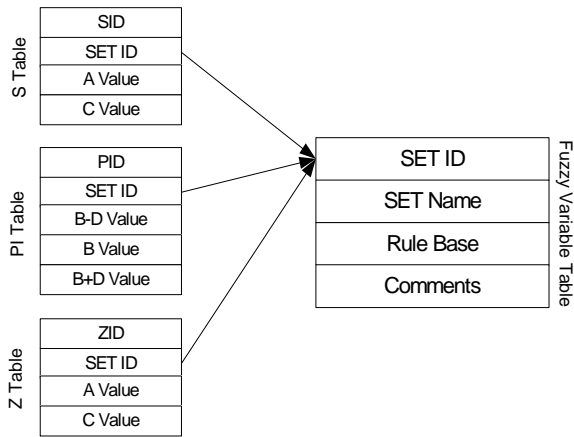 S Table
SID
SET ID
A Value
C Value
PI Table
PID
SET ID
B-D Value
B Value
B+D Value
Z Table
ZID
SET ID
A Value
C Value
Fuzzy Variable Table
SET ID
SET Name
Rule Base
Comments